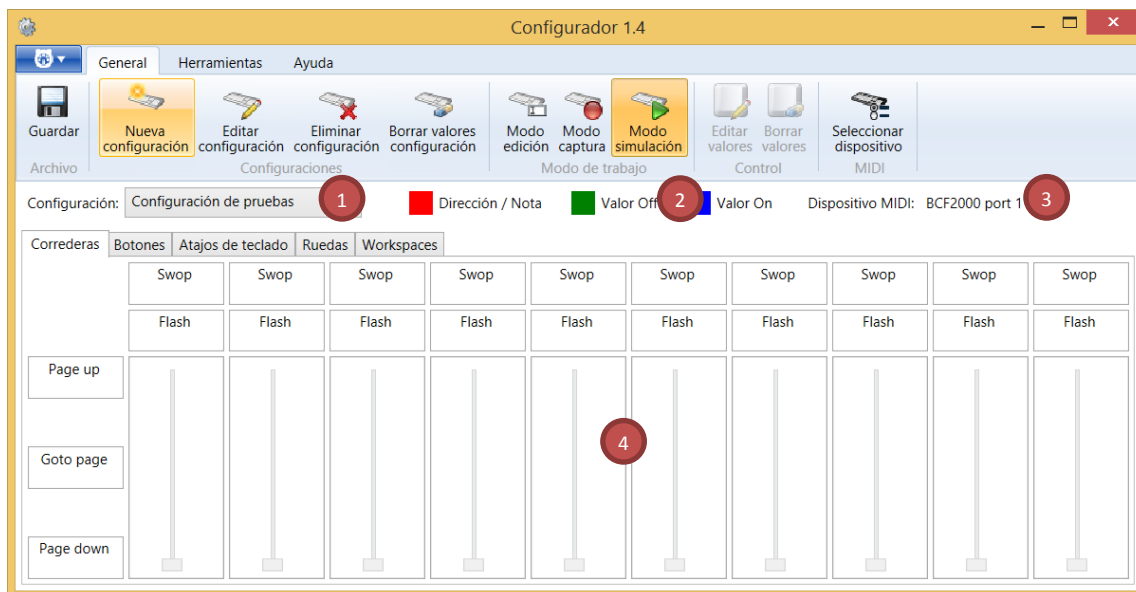 Configurador 1.4
General Herramientas Ayuda
Guardar
Nueva configuración
Editar configuración
Eliminar configuración
Borrar valores configuración
Modo edición
Modo captura
Modo simulación
Editar valores
Borrar valores
Seleccionar dispositivo
Archivo Configuraciones Modo de trabajo Control MIDI
Configuración: Configuración de pruebas 1 Dirección / Nota Valor Off 2 Valor On Dispositivo MIDI: BCF2000 port 1 3
Correderas Botones Atajos de teclado Ruedas Workspaces
Swop Swop Swop Swop Swop Swop Swop Swop Swop Swop
Flash Flash Flash Flash Flash Flash Flash Flash Flash Flash
Page up
4
Goto page
Page down